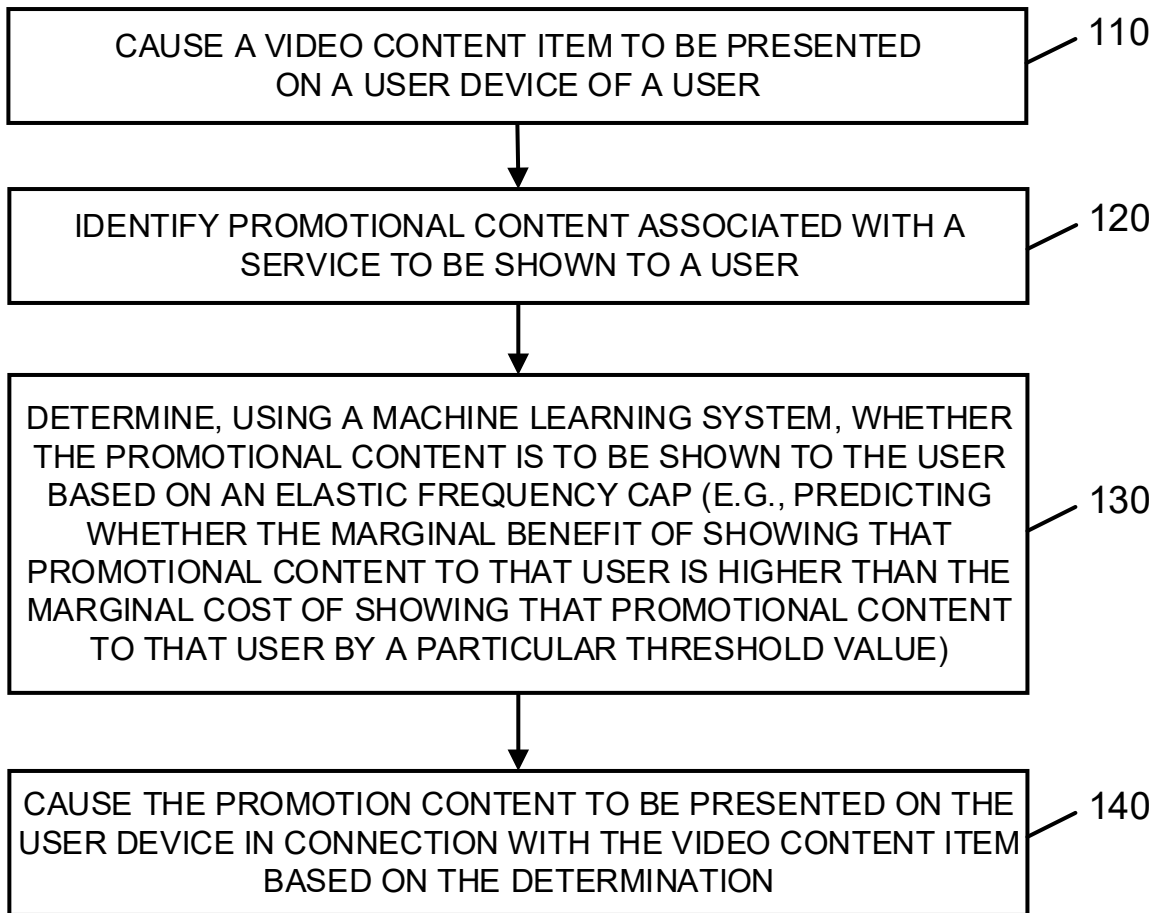 CAUSE A VIDEO CONTENT ITEM TO BE PRESENTED
ON A USER DEVICE OF A USER
110
IDENTIFY PROMOTIONAL CONTENT ASSOCIATED WITH A
SERVICE TO BE SHOWN TO A USER
120
DETERMINE, USING A MACHINE LEARNING SYSTEM, WHETHER
THE PROMOTIONAL CONTENT IS TO BE SHOWN TO THE USER
BASED ON AN ELASTIC FREQUENCY CAP (E.G., PREDICTING
WHETHER THE MARGINAL BENEFIT OF SHOWING THAT
PROMOTIONAL CONTENT TO THAT USER IS HIGHER THAN THE
MARGINAL COST OF SHOWING THAT PROMOTIONAL CONTENT
TO THAT USER BY A PARTICULAR THRESHOLD VALUE)
130
CAUSE THE PROMOTION CONTENT TO BE PRESENTED ON THE
USER DEVICE IN CONNECTION WITH THE VIDEO CONTENT ITEM
BASED ON THE DETERMINATION
140